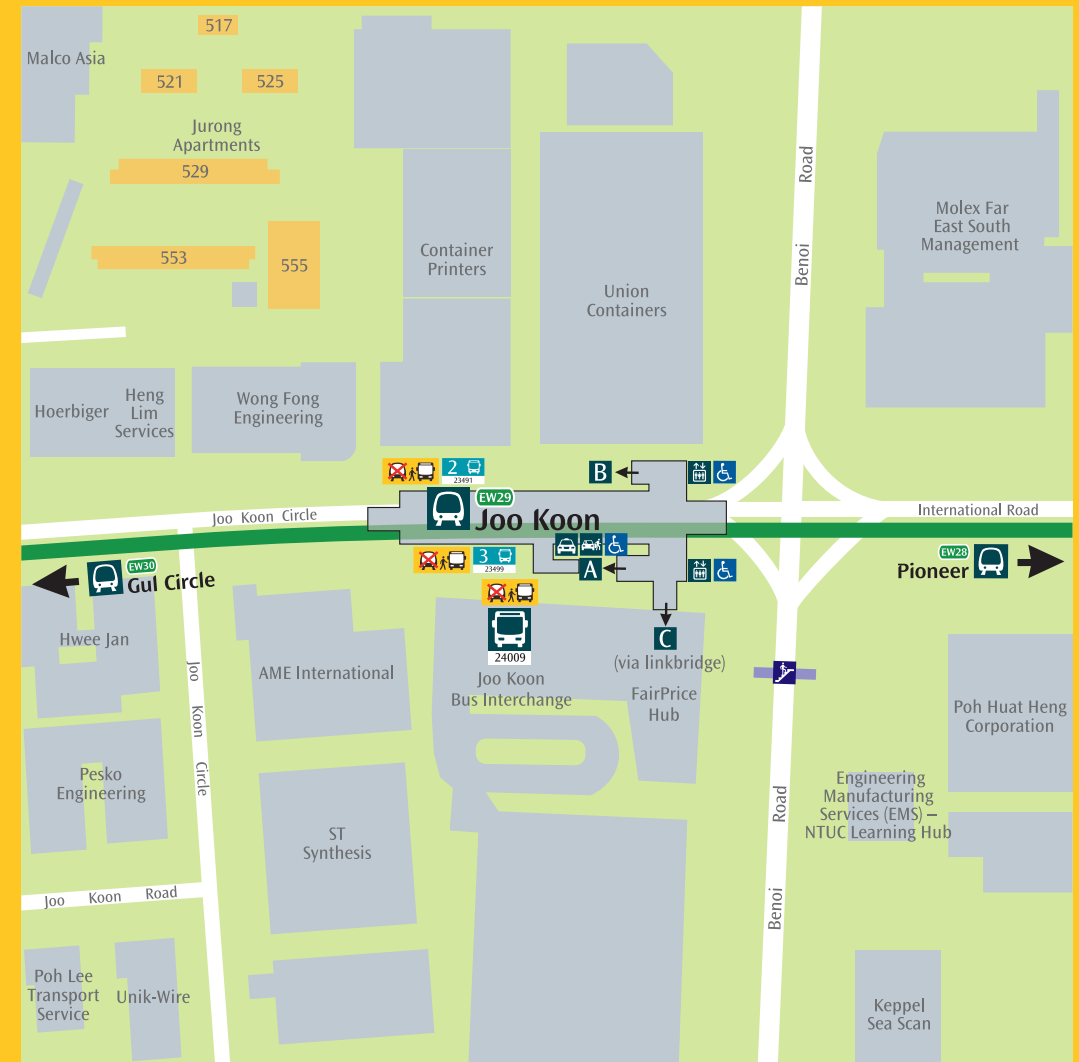 517
Malco Asia
521
525
Jurong
Apartments
529
553
555
Container
Printers
Union
Containers
Benoi Road
Molex Far
East South
Management
Hoerbiger
Heng
Lim
Services
Wong Fong
Engineering
2
23491
B
EW29
Joo Koon
Joo Koon Circle
International Road
3
23499
A
EW28
Pioneer
EW30
Gul Circle
24009
C
(via linkbridge)
Joo Koon
Bus Interchange
FairPrice
Hub
Hwee Jan
AME International
Joo Koon Circle
Poh Huat Heng
Corporation
Pesko
Engineering
Engineering
Manufacturing
Services (EMS) –
NTUC Learning Hub
ST
Synthesis
Benoi Road
Joo Koon Road
Poh Lee
Transport
Service
Unik-Wire
Keppel
Sea Scan